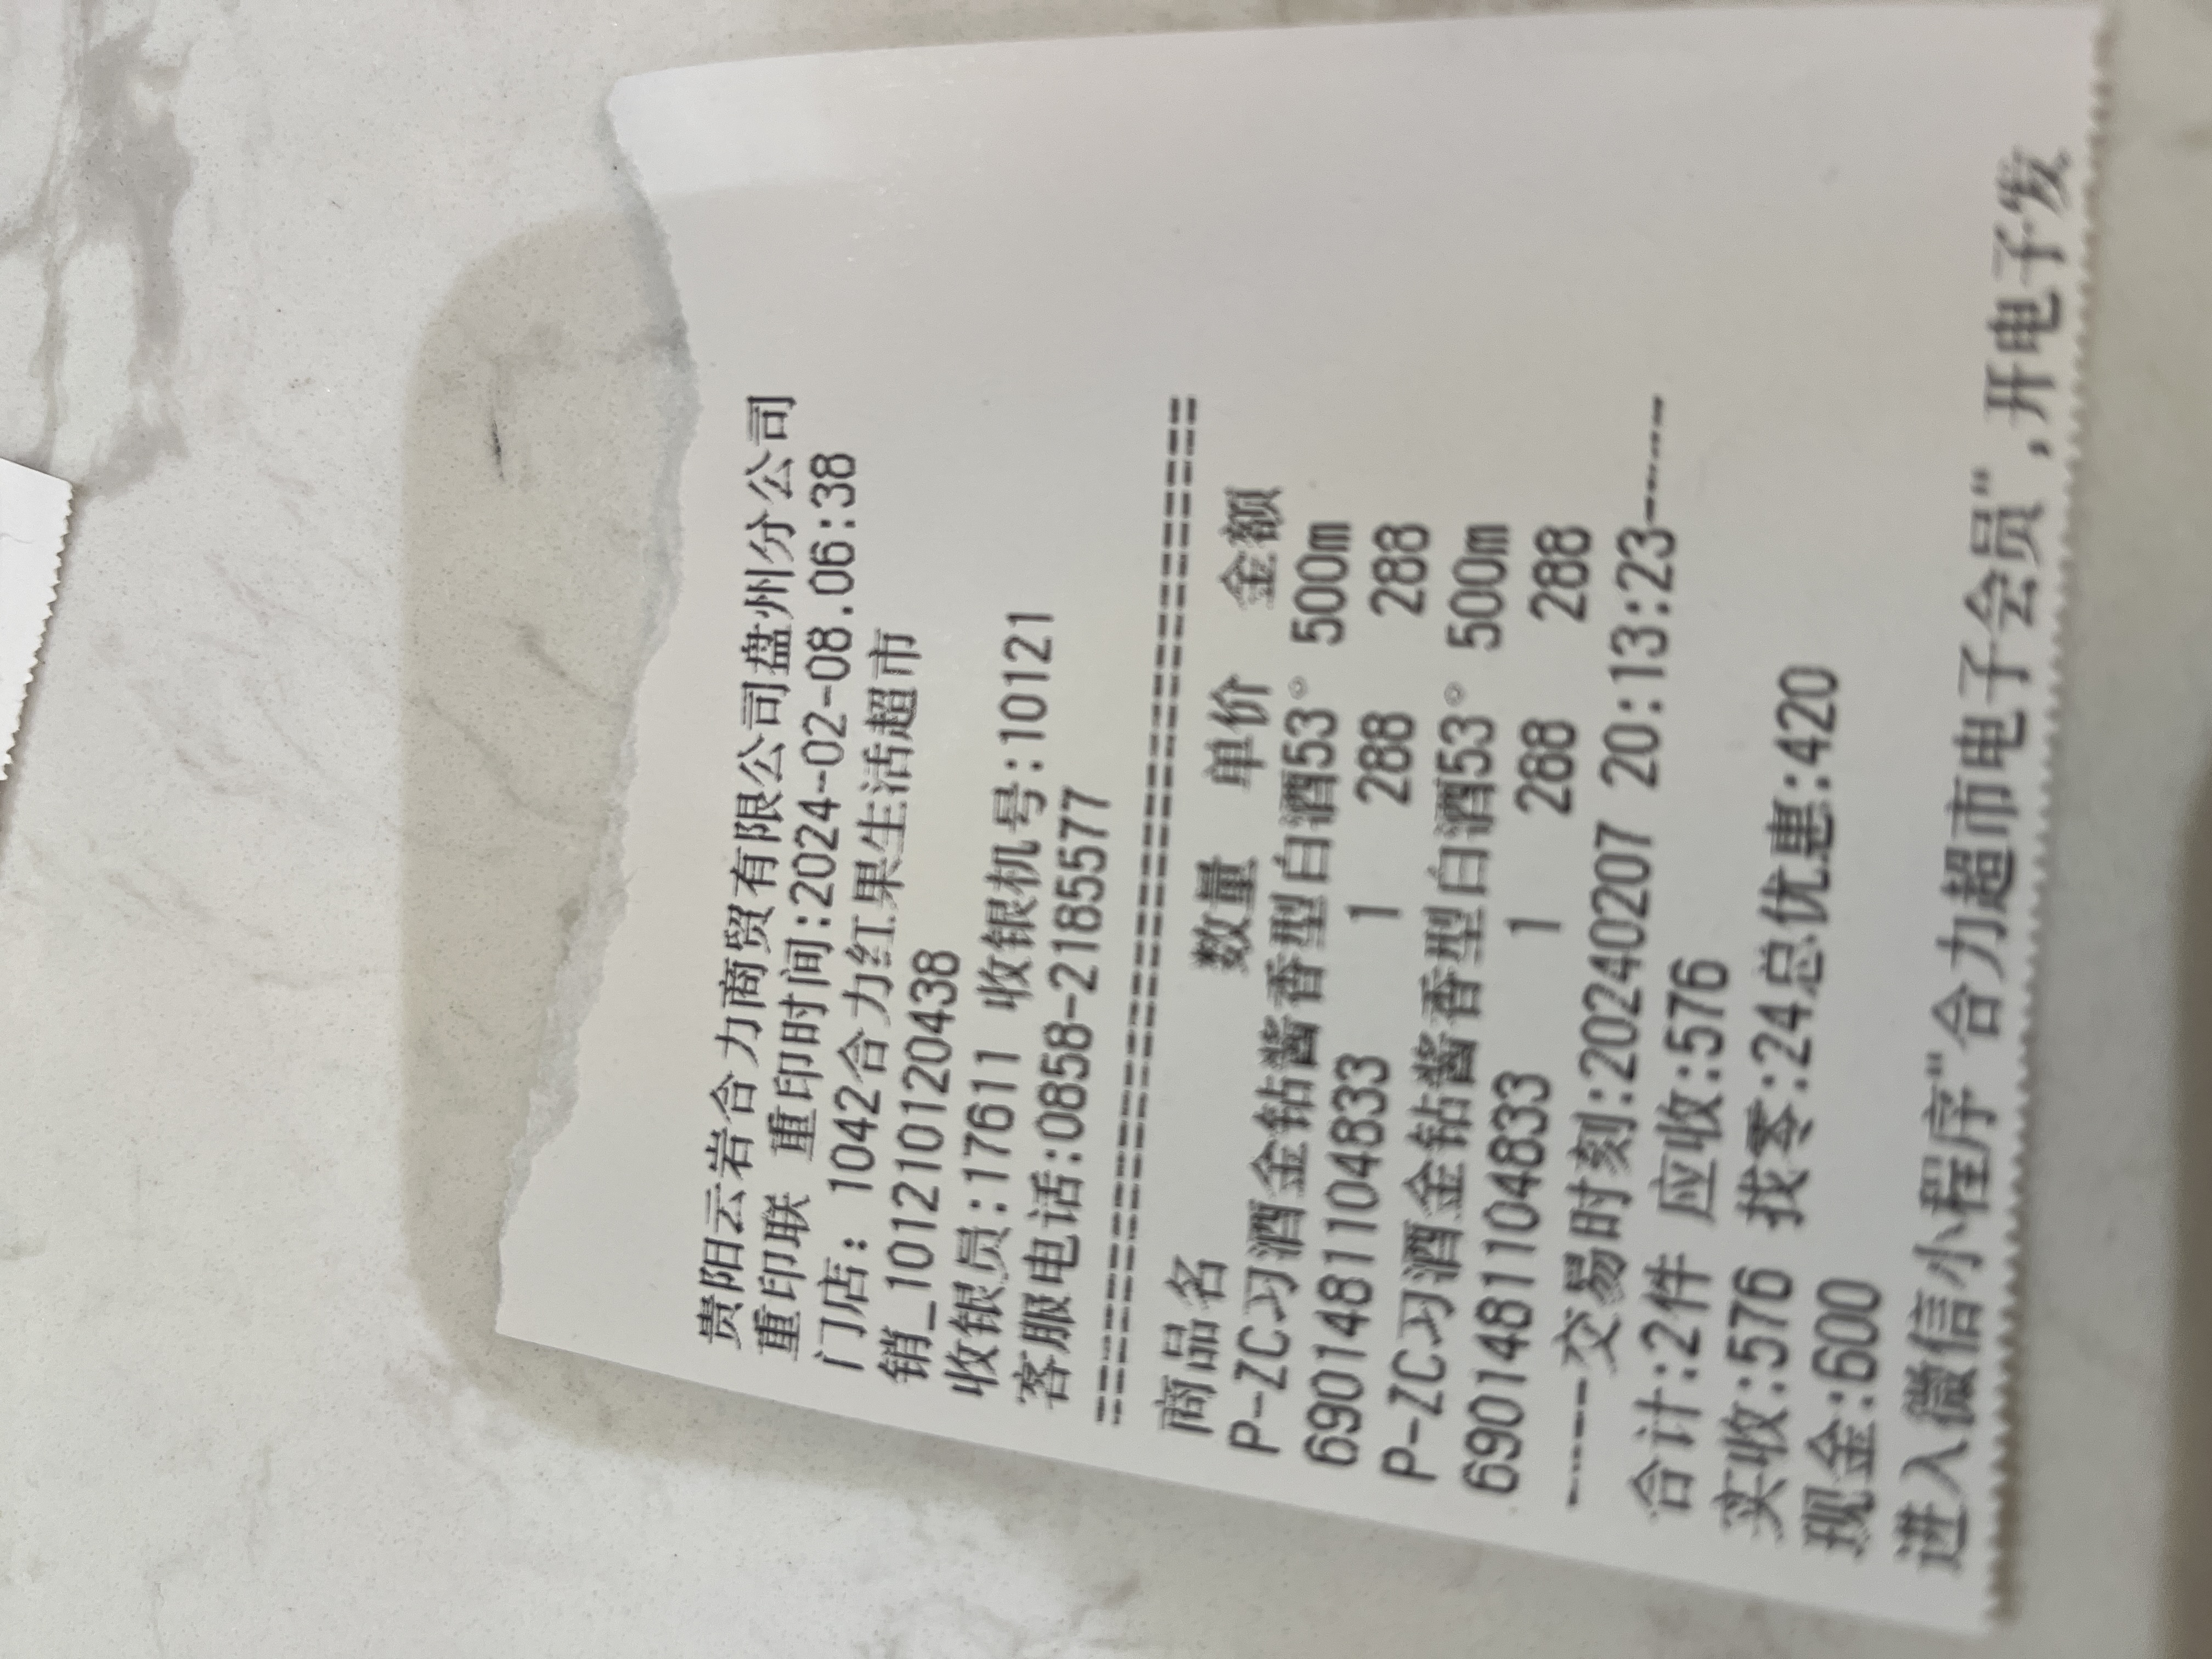 贵阳云岩合力商贸有限公司盘州分公司
重印联 重印时间:2024-02-08.06:38
门店: 1042合力红果生活超市
销_101210120438
收银员:17611 收银机号:10121
客服电话:0858-2185577
================================
商品名 数量 单价 金额
P-ZC习酒金钻酱香型白酒53° 500m
6901481104833 1 288 288
P-ZC习酒金钻酱香型白酒53° 500m
6901481104833 1 288 288
-----交易时刻:20240207 20:13:23-----
合计:2件 应收:576
实收:576 找零:24总优惠:420
现金:600
进入微信小程序"合力超市电子会员",开电子发